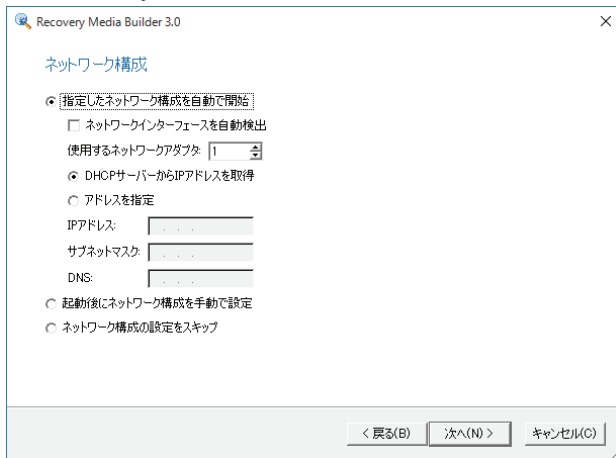 Recovery Media Builder 3.0
ネットワーク構成
指定したネットワーク構成を自動で開始
ネットワークインターフェースを自動検出
使用するネットワークアダプタ: 1
DHCPサーバーからIPアドレスを取得
アドレスを指定
IPアドレス:
サブネットマスク:
DNS:
起動後にネットワーク構成を手動で設定
ネットワーク構成の設定をスキップ
< 戻る(B) 次へ(N) > キャンセル(C)